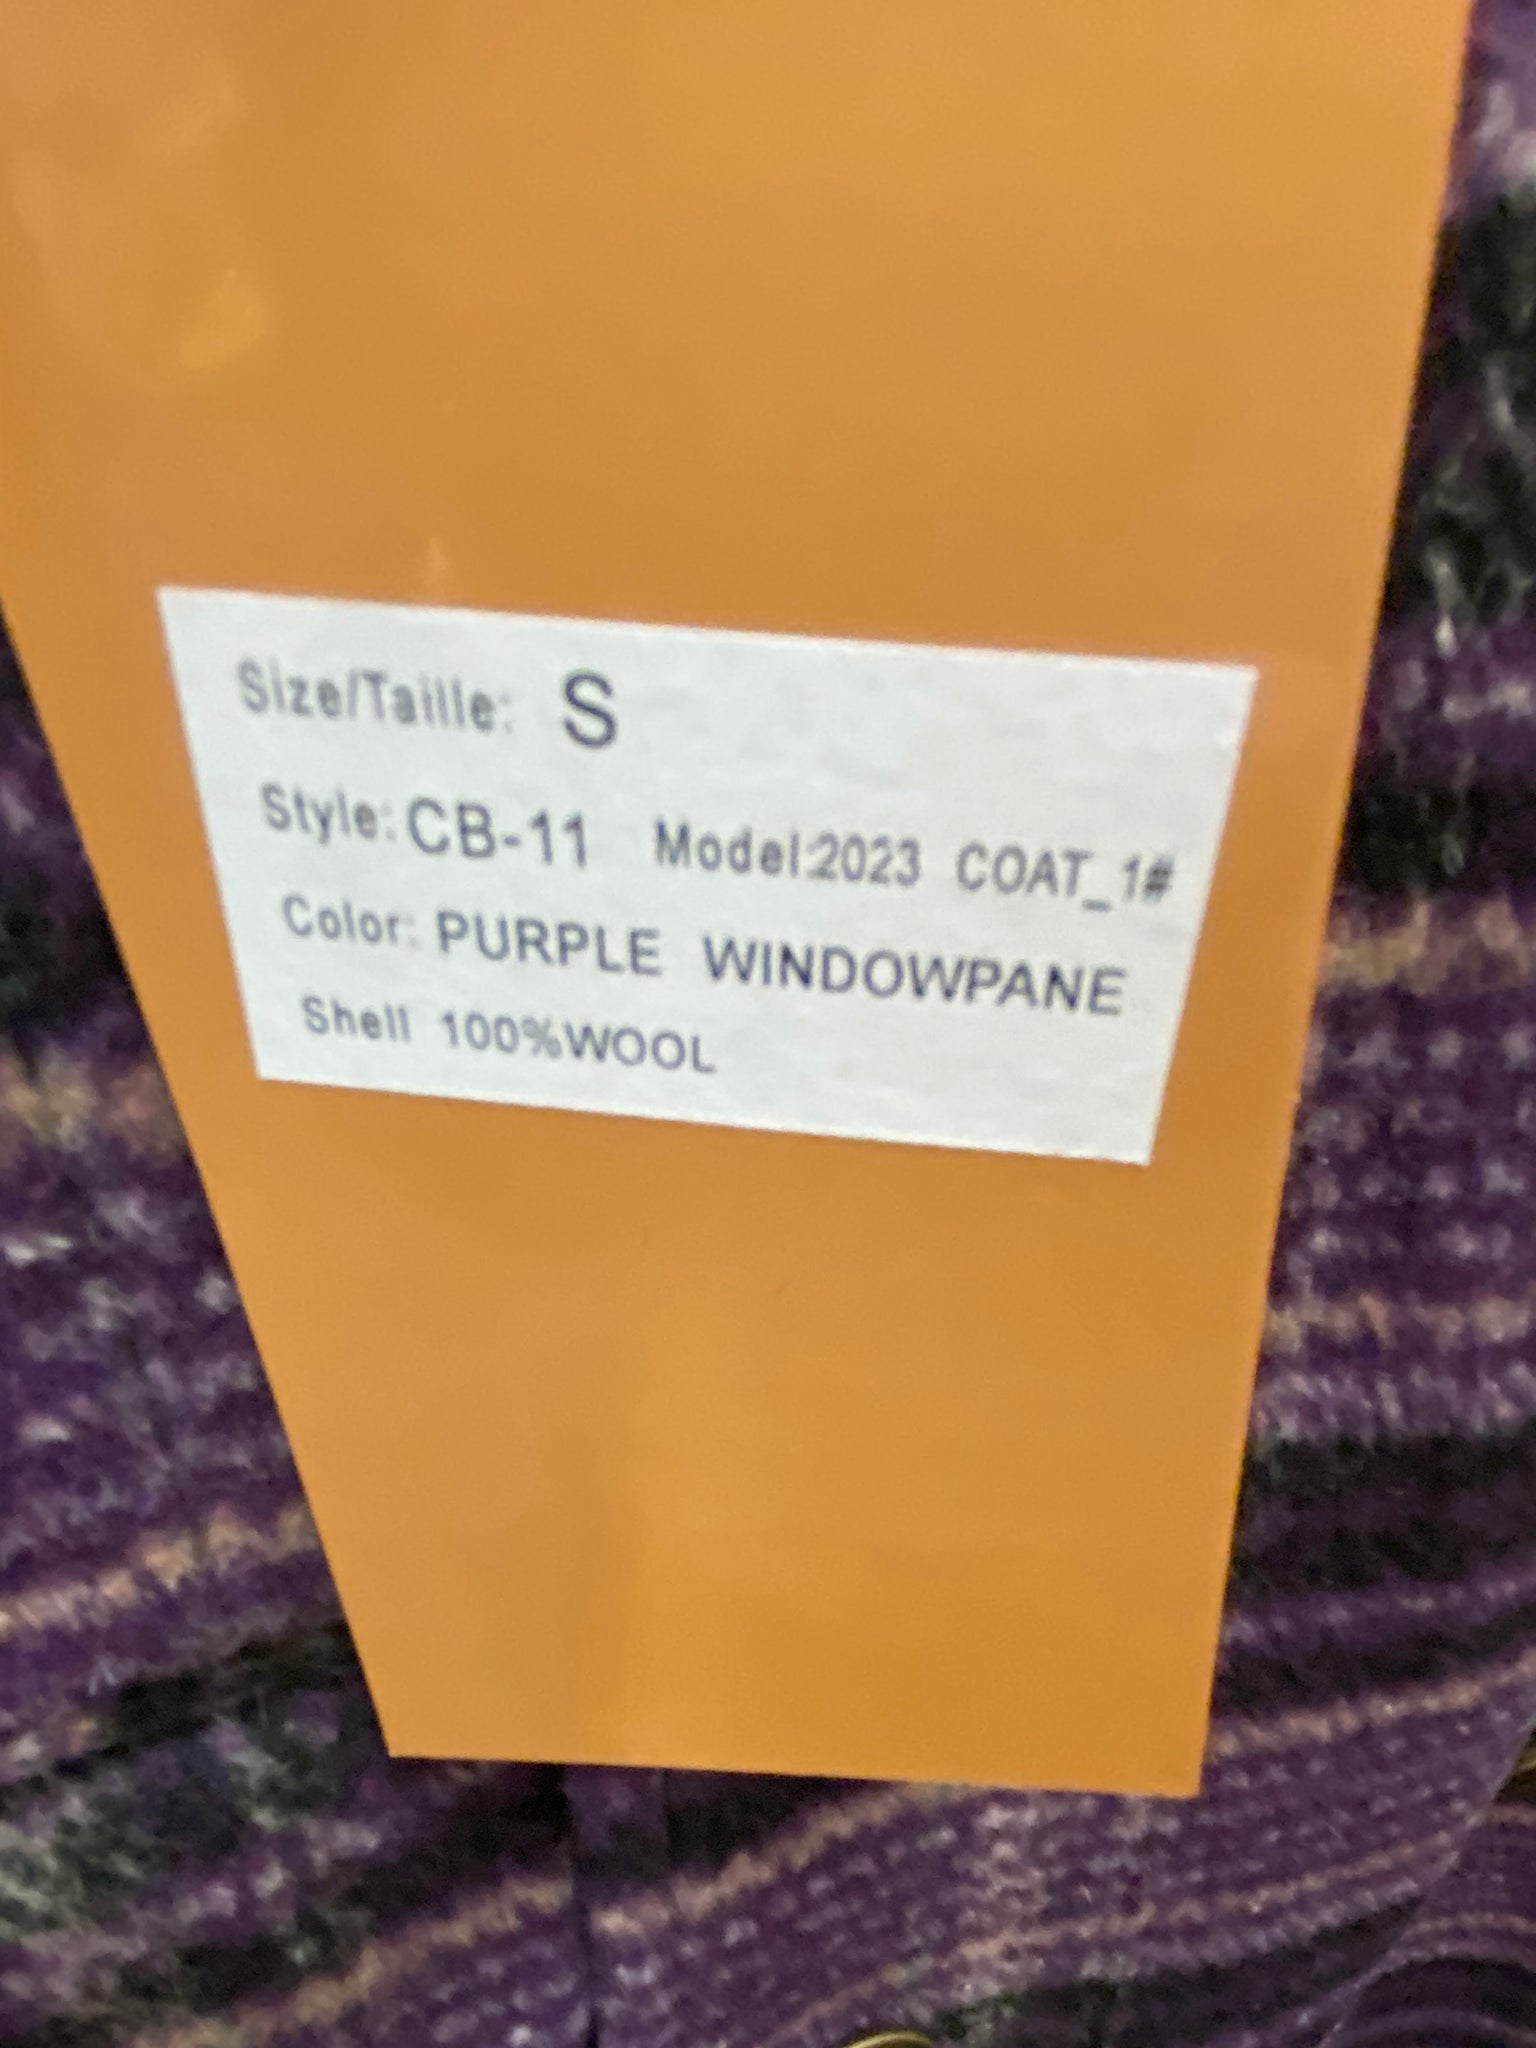 Size/Taille: S
Style: CB-11 Model:2023 COAT_1#
Color: PURPLE WINDOWPANE
Shell 100%WOOL